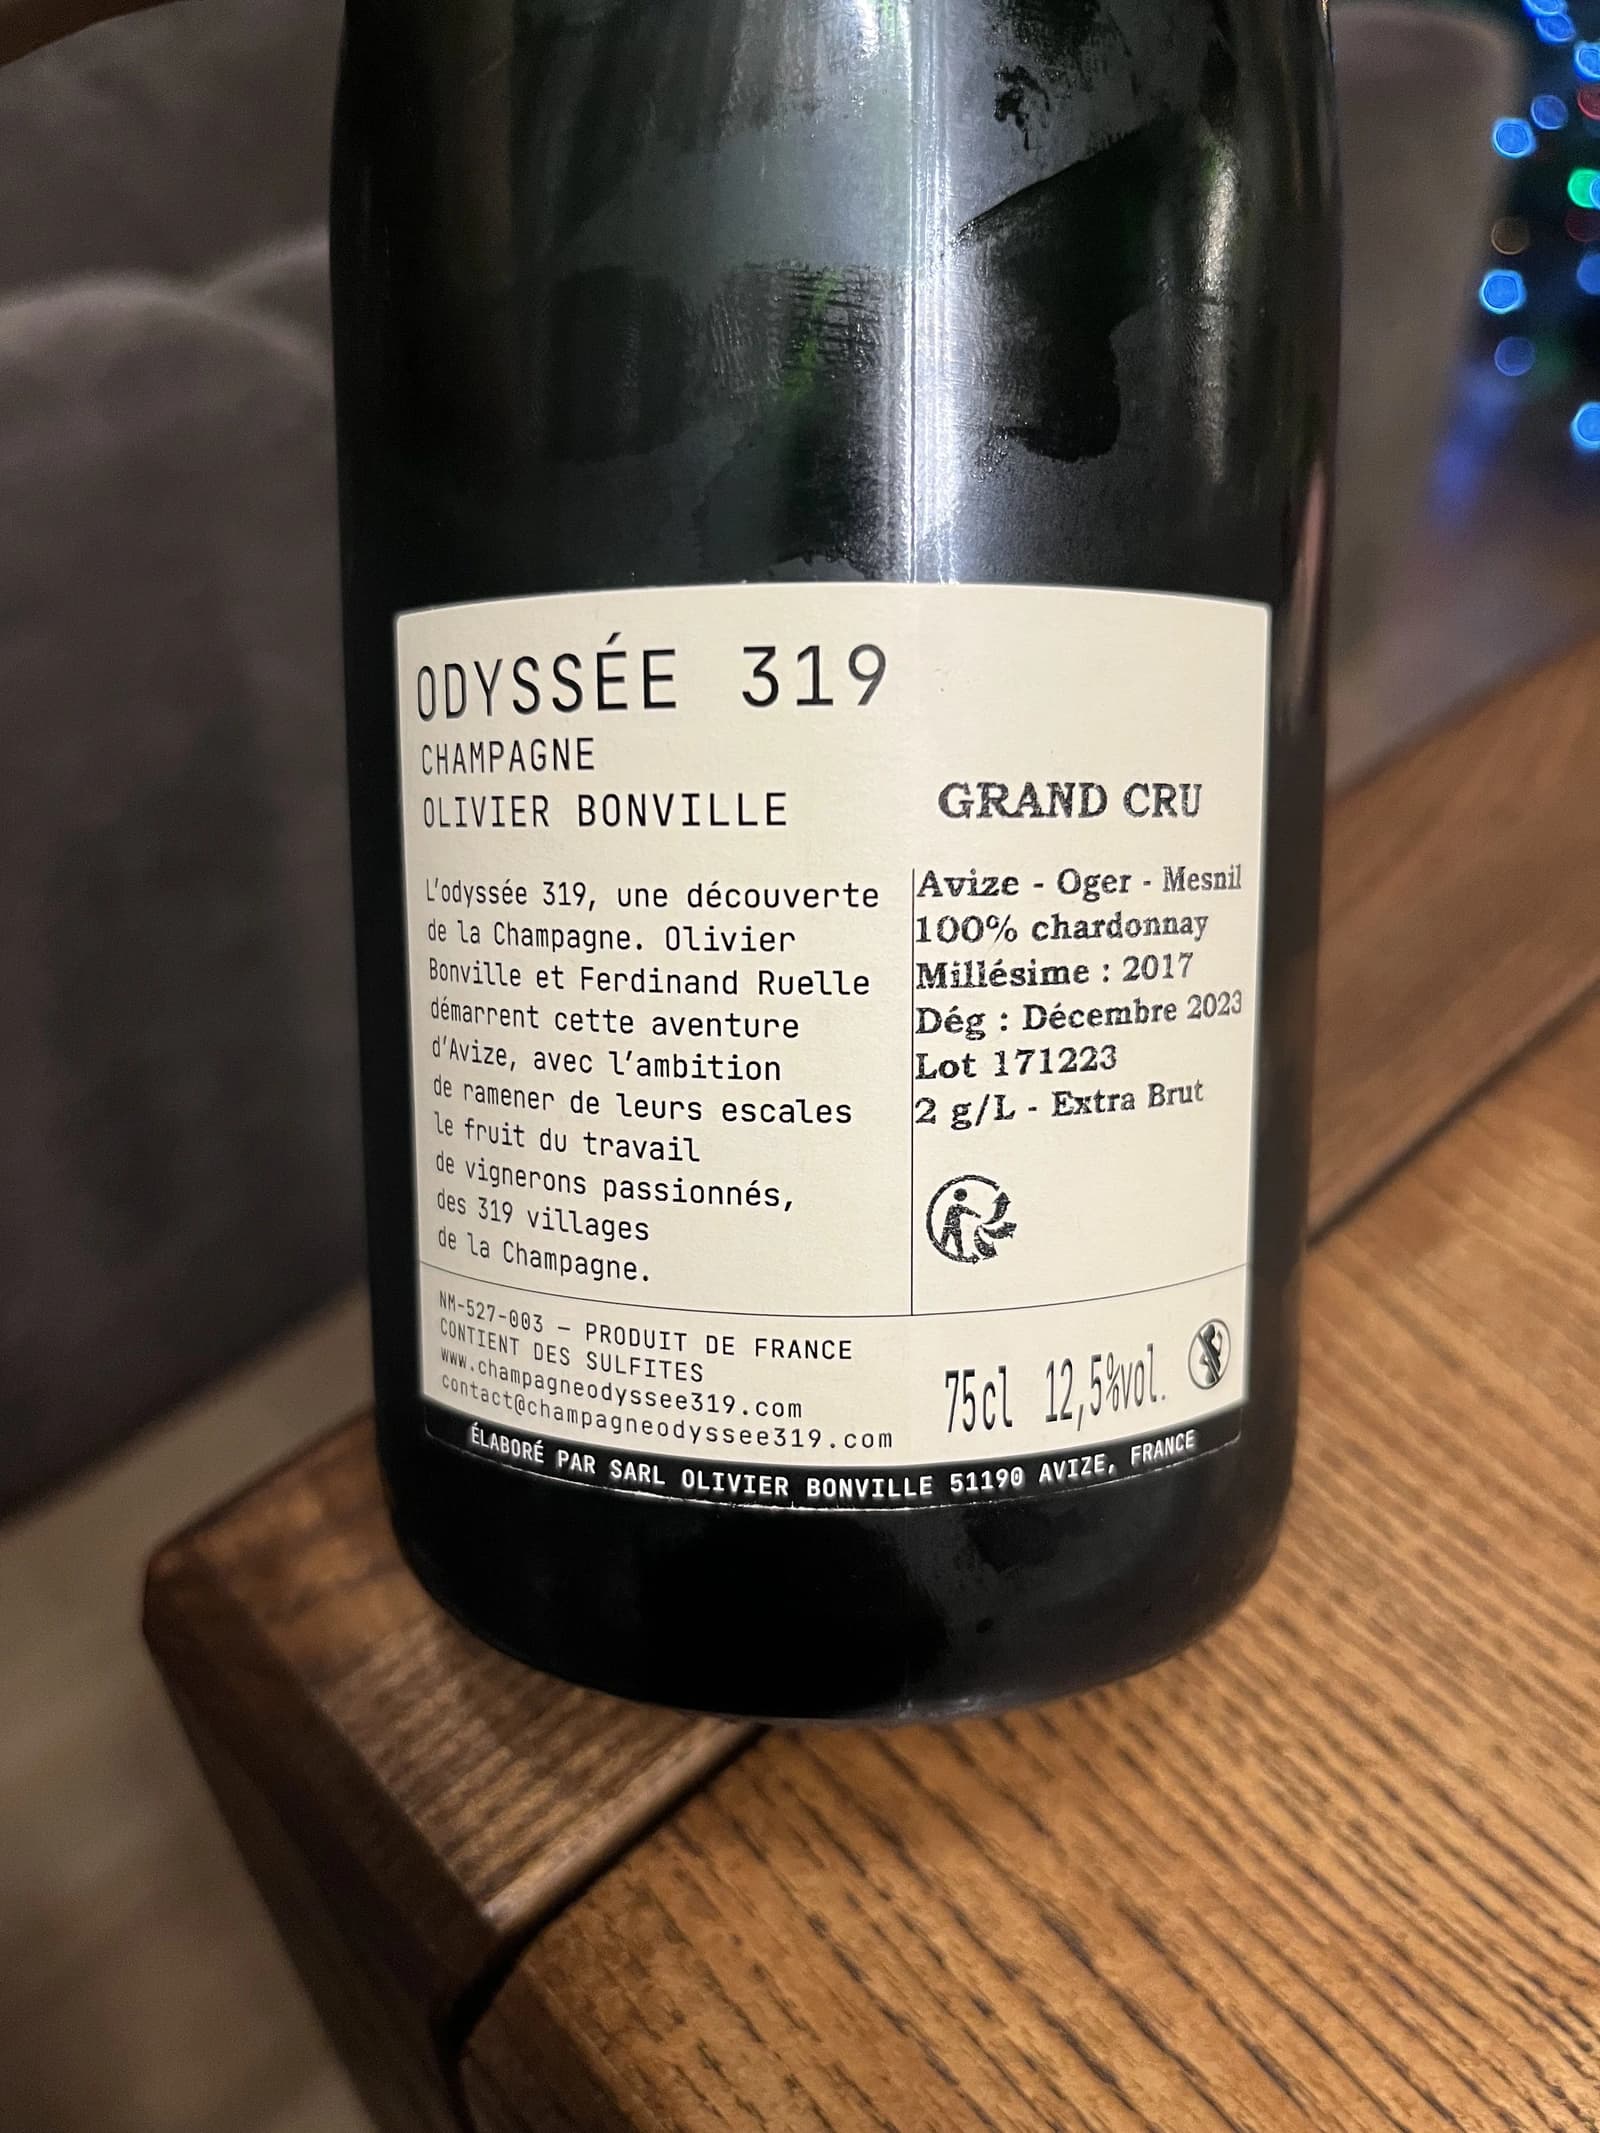 ODYSSÉE 319
CHAMPAGNE
OLIVIER BONVILLE
L'odyssée 319, une découverte
de la Champagne. Olivier
Bonville et Ferdinand Ruelle
démarrent cette aventure
d'Avize, avec l'ambition
de ramener de leurs escales
le fruit du travail
de vignerons passionnés,
des 319 villages
de la Champagne.
GRAND CRU
Avize - Oger - Mesnil
100% chardonnay
Millésime : 2017
Dég : Décembre 2023
Lot 171223
2 g/L - Extra Brut
NM-527-003 — PRODUIT DE FRANCE
CONTIENT DES SULFITES
www.champagneodyssee319.com
contact@champagneodyssee319.com
75cl 12,5%vol.
ÉLABORÉ PAR SARL OLIVIER BONVILLE 51190 AVIZE, FRANCE